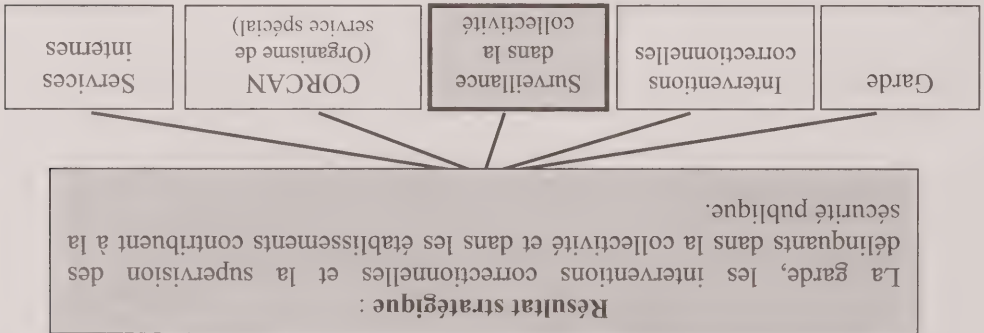 Résultat stratégique :
La garde, les interventions correctionnelles et la supervision des
délinquants dans la collectivité et dans les établissements contribuent à la
sécurité publique.
Garde
Interventions
correctionnelles
Surveillance
dans la
collectivité
CORCAN
(Organisme de
service spécial)
Services
internes